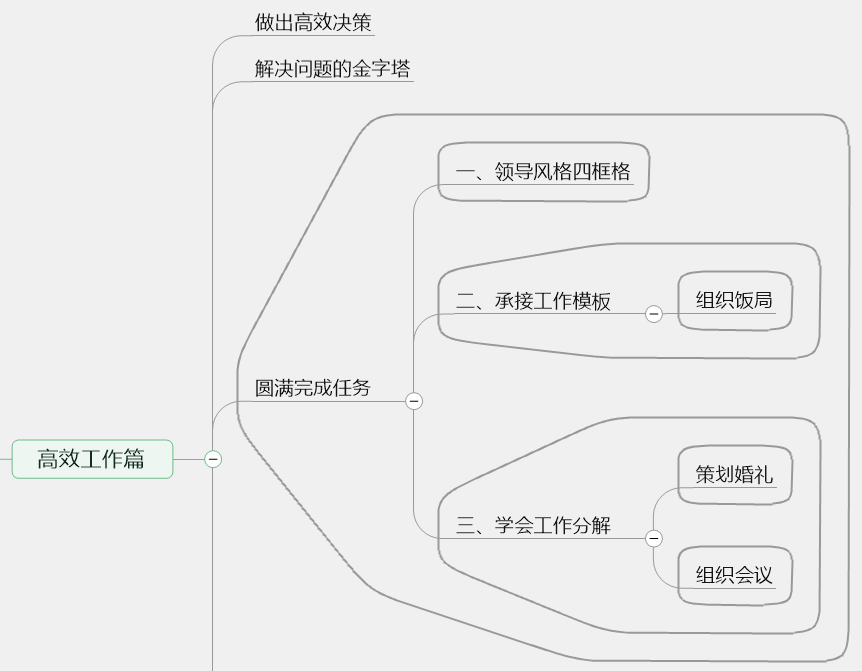 做出高效决策
解决问题的金字塔
一、领导风格四框格
二、承接工作模板
组织饭局
圆满完成任务
高效工作篇
策划婚礼
三、学会工作分解
组织会议